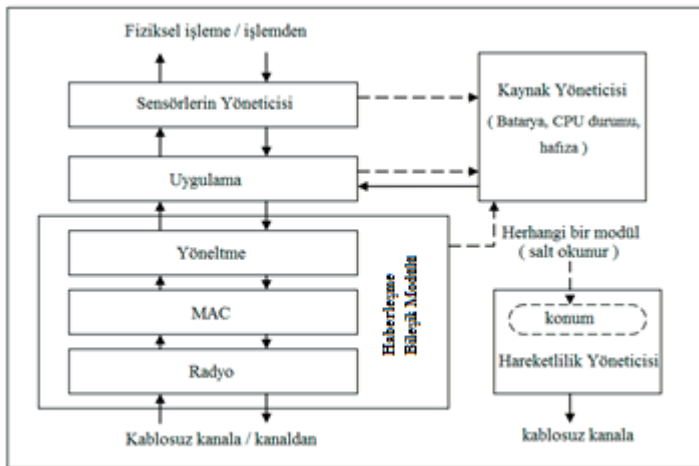 Fiziksel işleme / işlemden
Sensörlerin Yöneticisi
Uygulama
Yöneltme
MAC
Radyo
Haberleşme
Bileşik Modülü
Kablosuz kanala / kanaldan
Kaynak Yöneticisi
( Batarya, CPU durumu,
hafıza )
Herhangi bir modül
( salt okunur )
konum
Hareketlilik Yöneticisi
kablosuz kanala